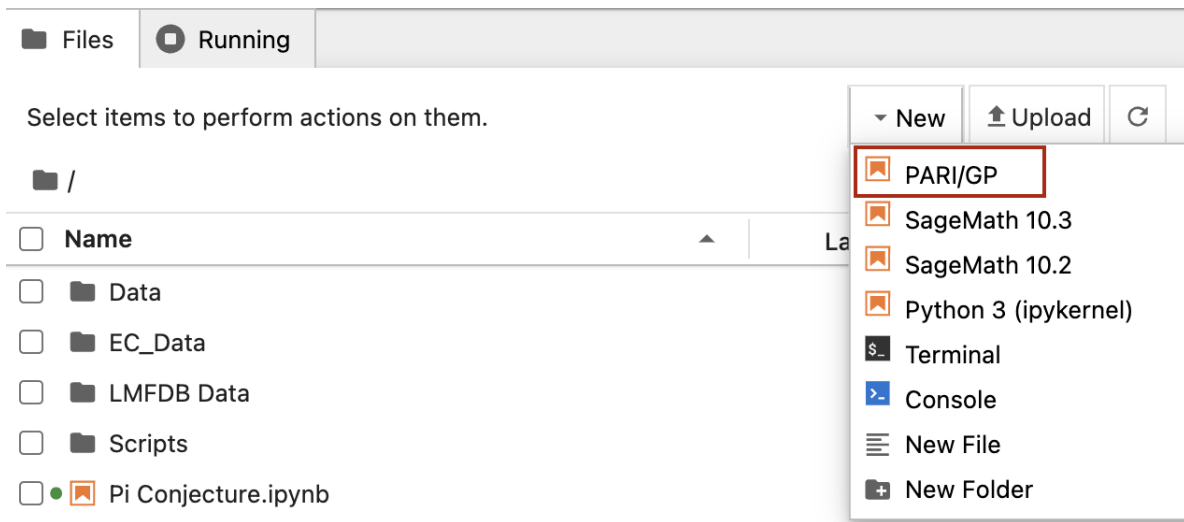 Files
Running
Select items to perform actions on them.
New
Upload
/
Name
La
PARI/GP
SageMath 10.3
SageMath 10.2
Python 3 (ipykernel)
$_ Terminal
Console
New File
New Folder
Data
EC_Data
LMFDB Data
Scripts
Pi Conjecture.ipynb